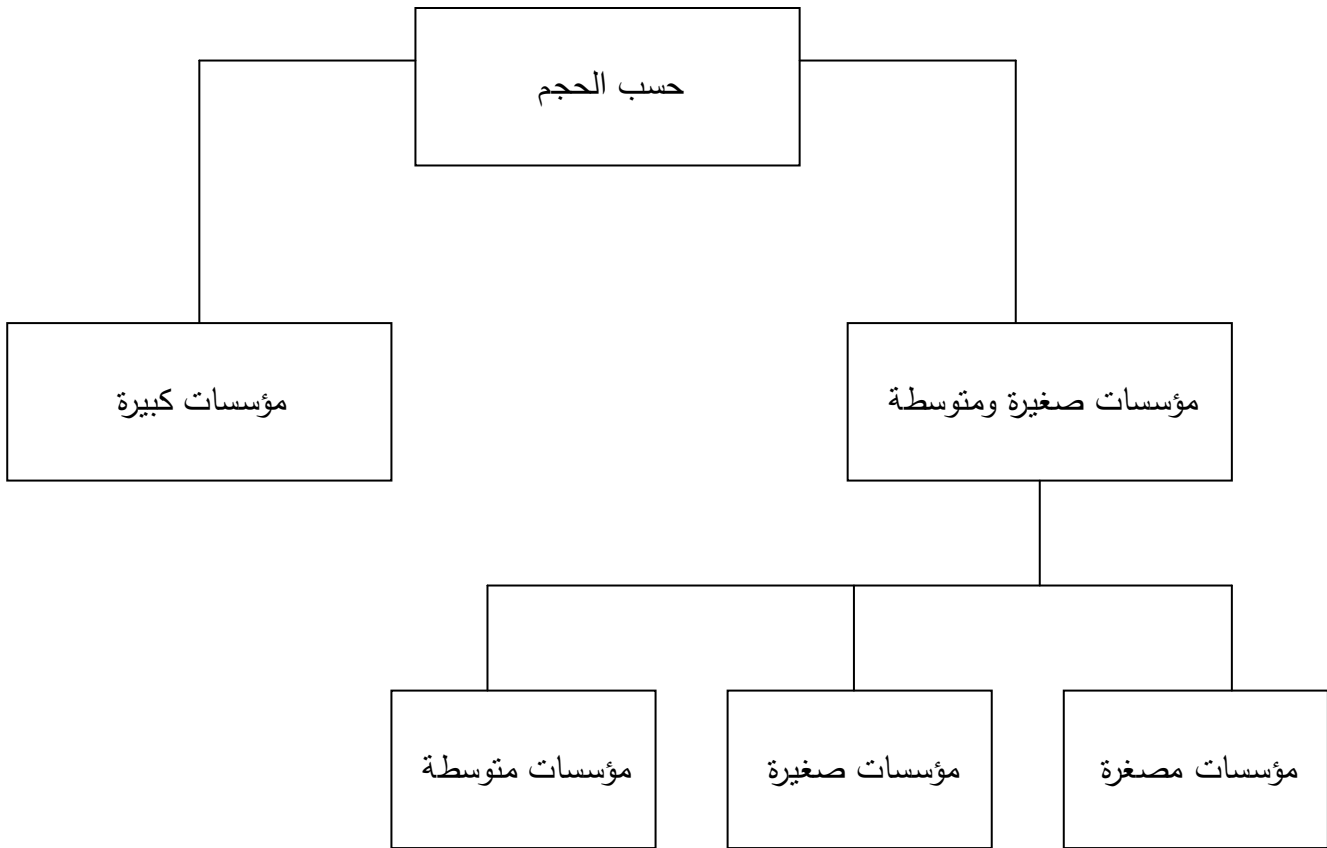 حسب الحجم
مؤسسات صغيرة ومتوسطة
مؤسسات كبيرة
مؤسسات مصغرة
مؤسسات صغيرة
مؤسسات متوسطة